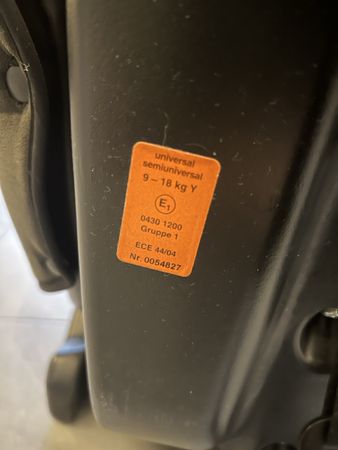 universal
semiuniversal
9 – 18 kg Y
E1
0430 1200
Gruppe 1
ECE 44/04
Nr. 0054827